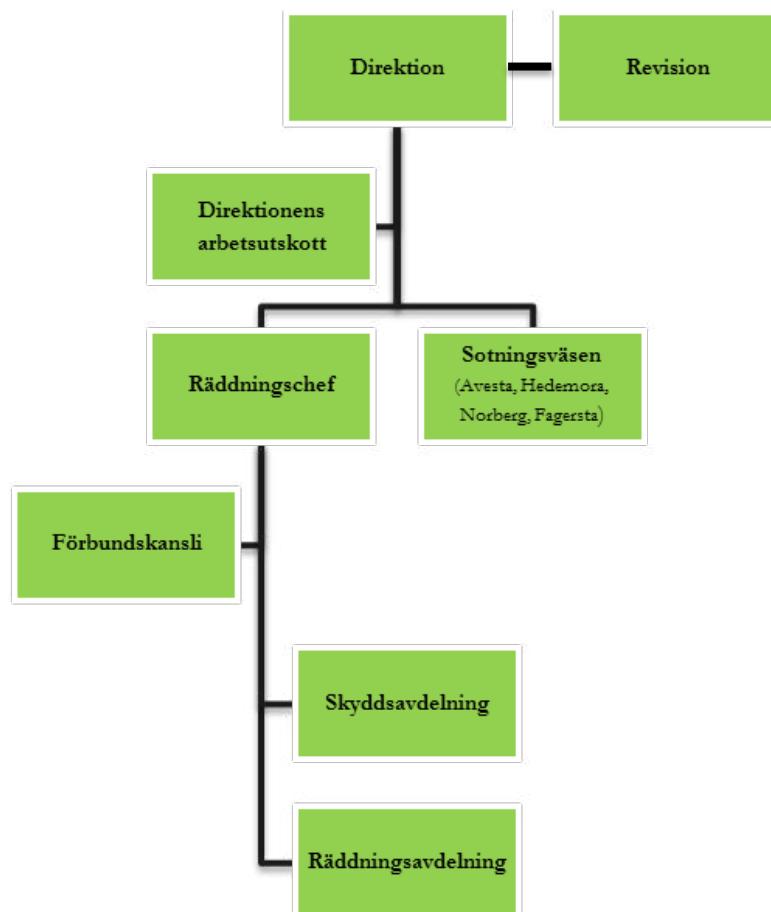 Direktion
Revision
Direktionens
arbetsutskott
Räddningschef
Sotningsväsen
(Avesta, Hedemora,
Norberg, Fagersta)
Förbundskansli
Skyddsavdelning
Räddningsavdelning